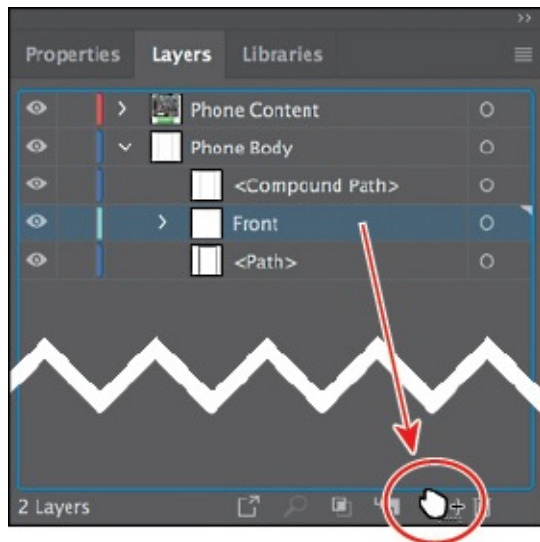 Properties Layers Libraries
Phone Content
Phone Body
<Compound Path>
Front
<Path>
2 Layers